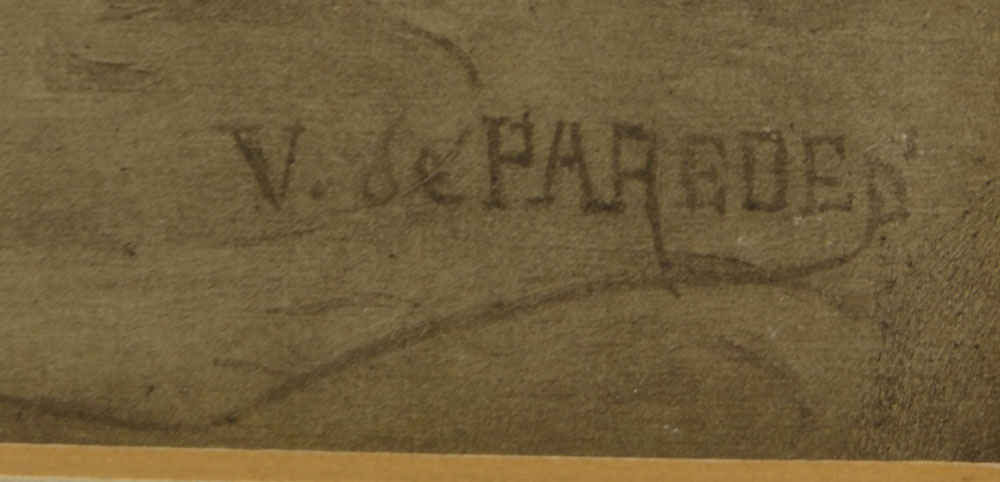 V. de PAREDES